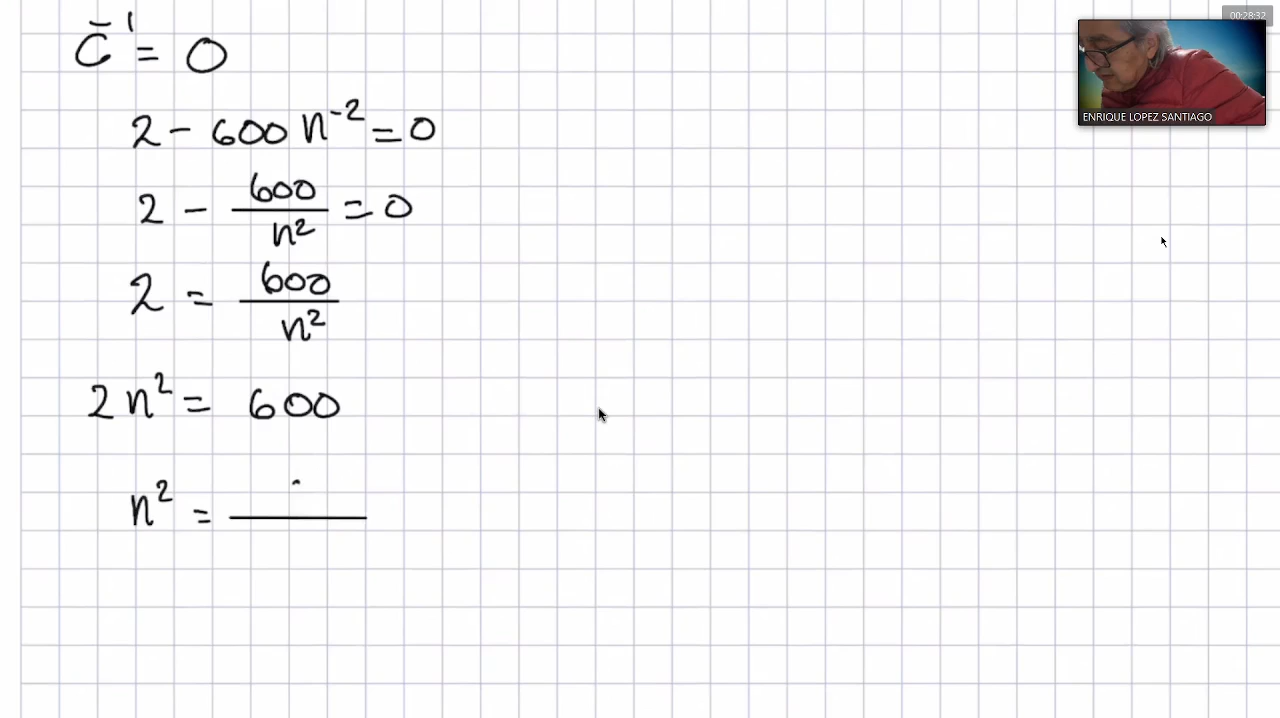 C̄' = 0
2 - 600 n⁻² = 0
2 - 600/n² = 0
2 = 600/n²
2n² = 600
n² =
00:28:32
ENRIQUE LOPEZ SANTIAGO